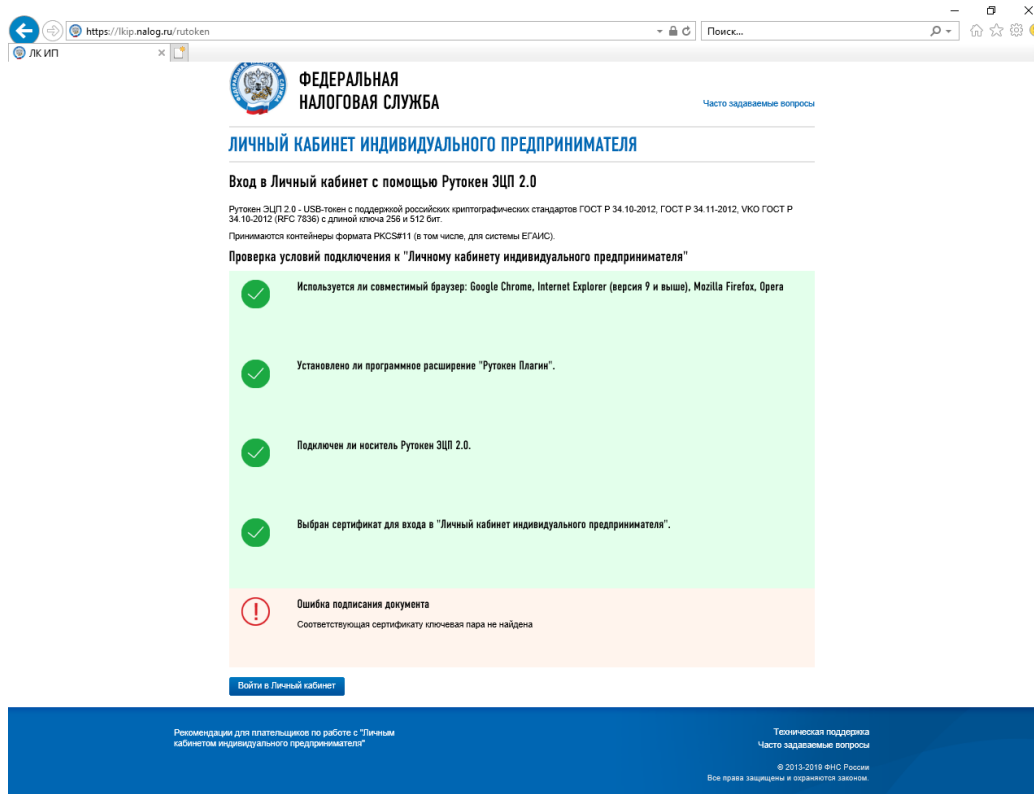 https://lkip.nalog.ru/rutoken
Поиск...
ЛК ИП
ФЕДЕРАЛЬНАЯ
НАЛОГОВАЯ СЛУЖБА
Часто задаваемые вопросы
ЛИЧНЫЙ КАБИНЕТ ИНДИВИДУАЛЬНОГО ПРЕДПРИНИМАТЕЛЯ
Вход в Личный кабинет с помощью Рутокен ЭЦП 2.0
Рутокен ЭЦП 2.0 - USB-токен с поддержкой российских криптографических стандартов ГОСТ Р 34.10-2012, ГОСТ Р 34.11-2012, VKO ГОСТ Р
34.10-2012 (RFC 7836) с длиной ключа 256 и 512 бит.
Принимаются контейнеры формата PKCS#11 (в том числе, для системы ЕГАИС).
Проверка условий подключения к "Личному кабинету индивидуального предпринимателя"
Используется ли совместимый браузер: Google Chrome, Internet Explorer (версия 9 и выше), Mozilla Firefox, Opera
Установлено ли программное расширение "Рутокен Плагин".
Подключен ли носитель Рутокен ЭЦП 2.0.
Выбран сертификат для входа в "Личный кабинет индивидуального предпринимателя".
Ошибка подписания документа
Соответствующая сертификату ключевая пара не найдена
Войти в Личный кабинет
Рекомендации для плательщиков по работе с "Личным
кабинетом индивидуального предпринимателя"
Техническая поддержка
Часто задаваемые вопросы
© 2013-2019 ФНС России
Все права защищены и охраняются законом.